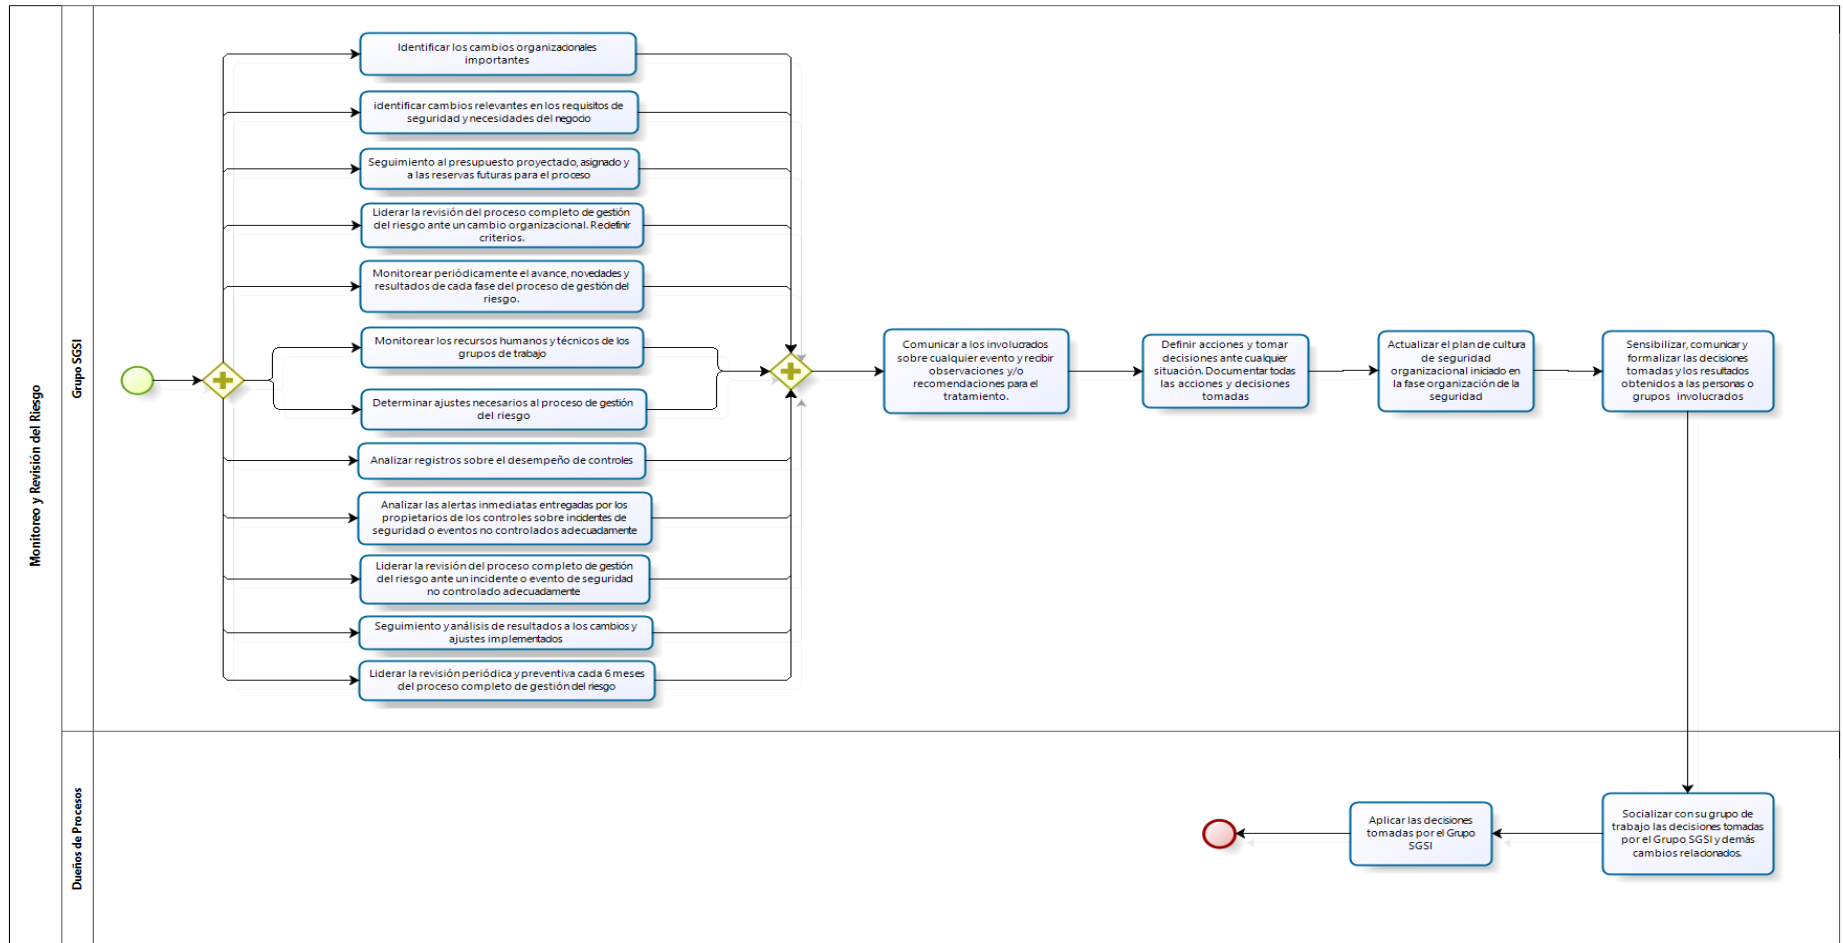 Monitoreo y Revisión del Riesgo
Grupo SGSI
Identificar los cambios organizacionales
importantes
identificar cambios relevantes en los requisitos de
seguridad y necesidades del negocio
Seguimiento al presupuesto proyectado, asignado y
a las reservas futuras para el proceso
Liderar la revisión del proceso completo de gestión
del riesgo ante un cambio organizacional. Redefinir
criterios.
Monitorear periódicamente el avance, novedades y
resultados de cada fase del proceso de gestión del
riesgo.
Monitorear los recursos humanos y técnicos de los
grupos de trabajo
Determinar ajustes necesarios al proceso de gestión
del riesgo
Analizar registros sobre el desempeño de controles
Analizar las alertas inmediatas entregadas por los
propietarios de los controles sobre incidentes de
seguridad o eventos no controlados adecuadamente
Liderar la revisión del proceso completo de gestión
del riesgo ante un incidente o evento de seguridad
no controlado adecuadamente
Seguimiento y análisis de resultados a los cambios y
ajustes implementados
Liderar la revisión periódica y preventiva cada 6 meses
del proceso completo de gestión del riesgo
Comunicar a los involucrados
sobre cualquier evento y recibir
observaciones y/o
recomendaciones para el
tratamiento.
Definir acciones y tomar
decisiones ante cualquier
situación. Documentar todas
las acciones y decisiones
tomadas
Actualizar el plan de cultura
de seguridad
organizacional iniciado en
la fase organización de la
seguridad
Sensibilizar, comunicar y
formalizar las decisiones
tomadas y los resultados
obtenidos a las personas o
grupos involucrados
Dueños de Procesos
Socializar con su grupo de
trabajo las decisiones tomadas
por el Grupo SGSI y demás
cambios relacionados.
Aplicar las decisiones
tomadas por el Grupo
SGSI